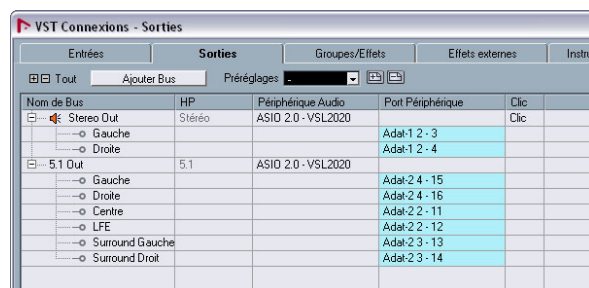 VST Connexions - Sorties
Entrées Sorties Groupes/Effets Effets externes Instru
Tout Ajouter Bus Préréglages -
Nom de Bus HP Périphérique Audio Port Périphérique Clic
Stereo Out Stéréo ASIO 2.0 - VSL2020 Clic
Gauche Adat-1 2 - 3
Droite Adat-1 2 - 4
5.1 Out 5.1 ASIO 2.0 - VSL2020
Gauche Adat-2 4 - 15
Droite Adat-2 4 - 16
Centre Adat-2 2 - 11
LFE Adat-2 2 - 12
Surround Gauche Adat-2 3 - 13
Surround Droit Adat-2 3 - 14